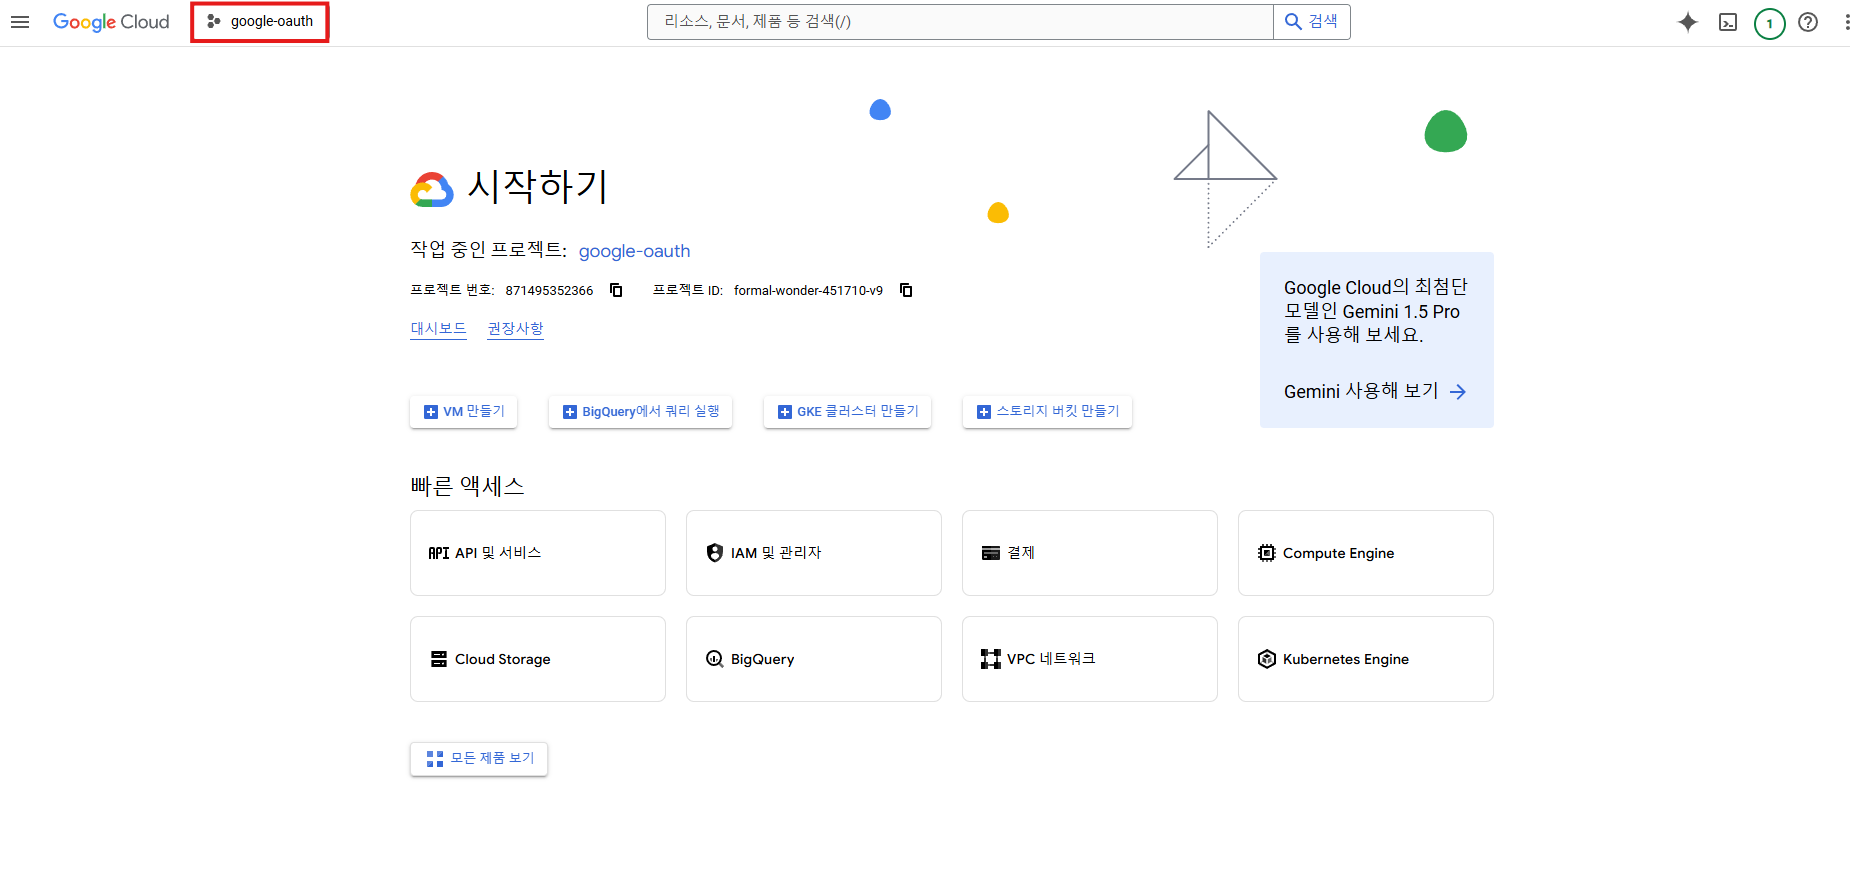 Google Cloud
google-oauth
리소스, 문서, 제품 등 검색(/)
검색
1
시작하기
작업 중인 프로젝트: google-oauth
프로젝트 번호: 871495352366 프로젝트 ID: formal-wonder-451710-v9
대시보드 권장사항
Google Cloud의 최첨단
모델인 Gemini 1.5 Pro
를 사용해 보세요.
Gemini 사용해 보기
VM 만들기
BigQuery에서 쿼리 실행
GKE 클러스터 만들기
스토리지 버킷 만들기
빠른 액세스
API API 및 서비스
IAM 및 관리자
결제
Compute Engine
Cloud Storage
BigQuery
VPC 네트워크
Kubernetes Engine
모든 제품 보기